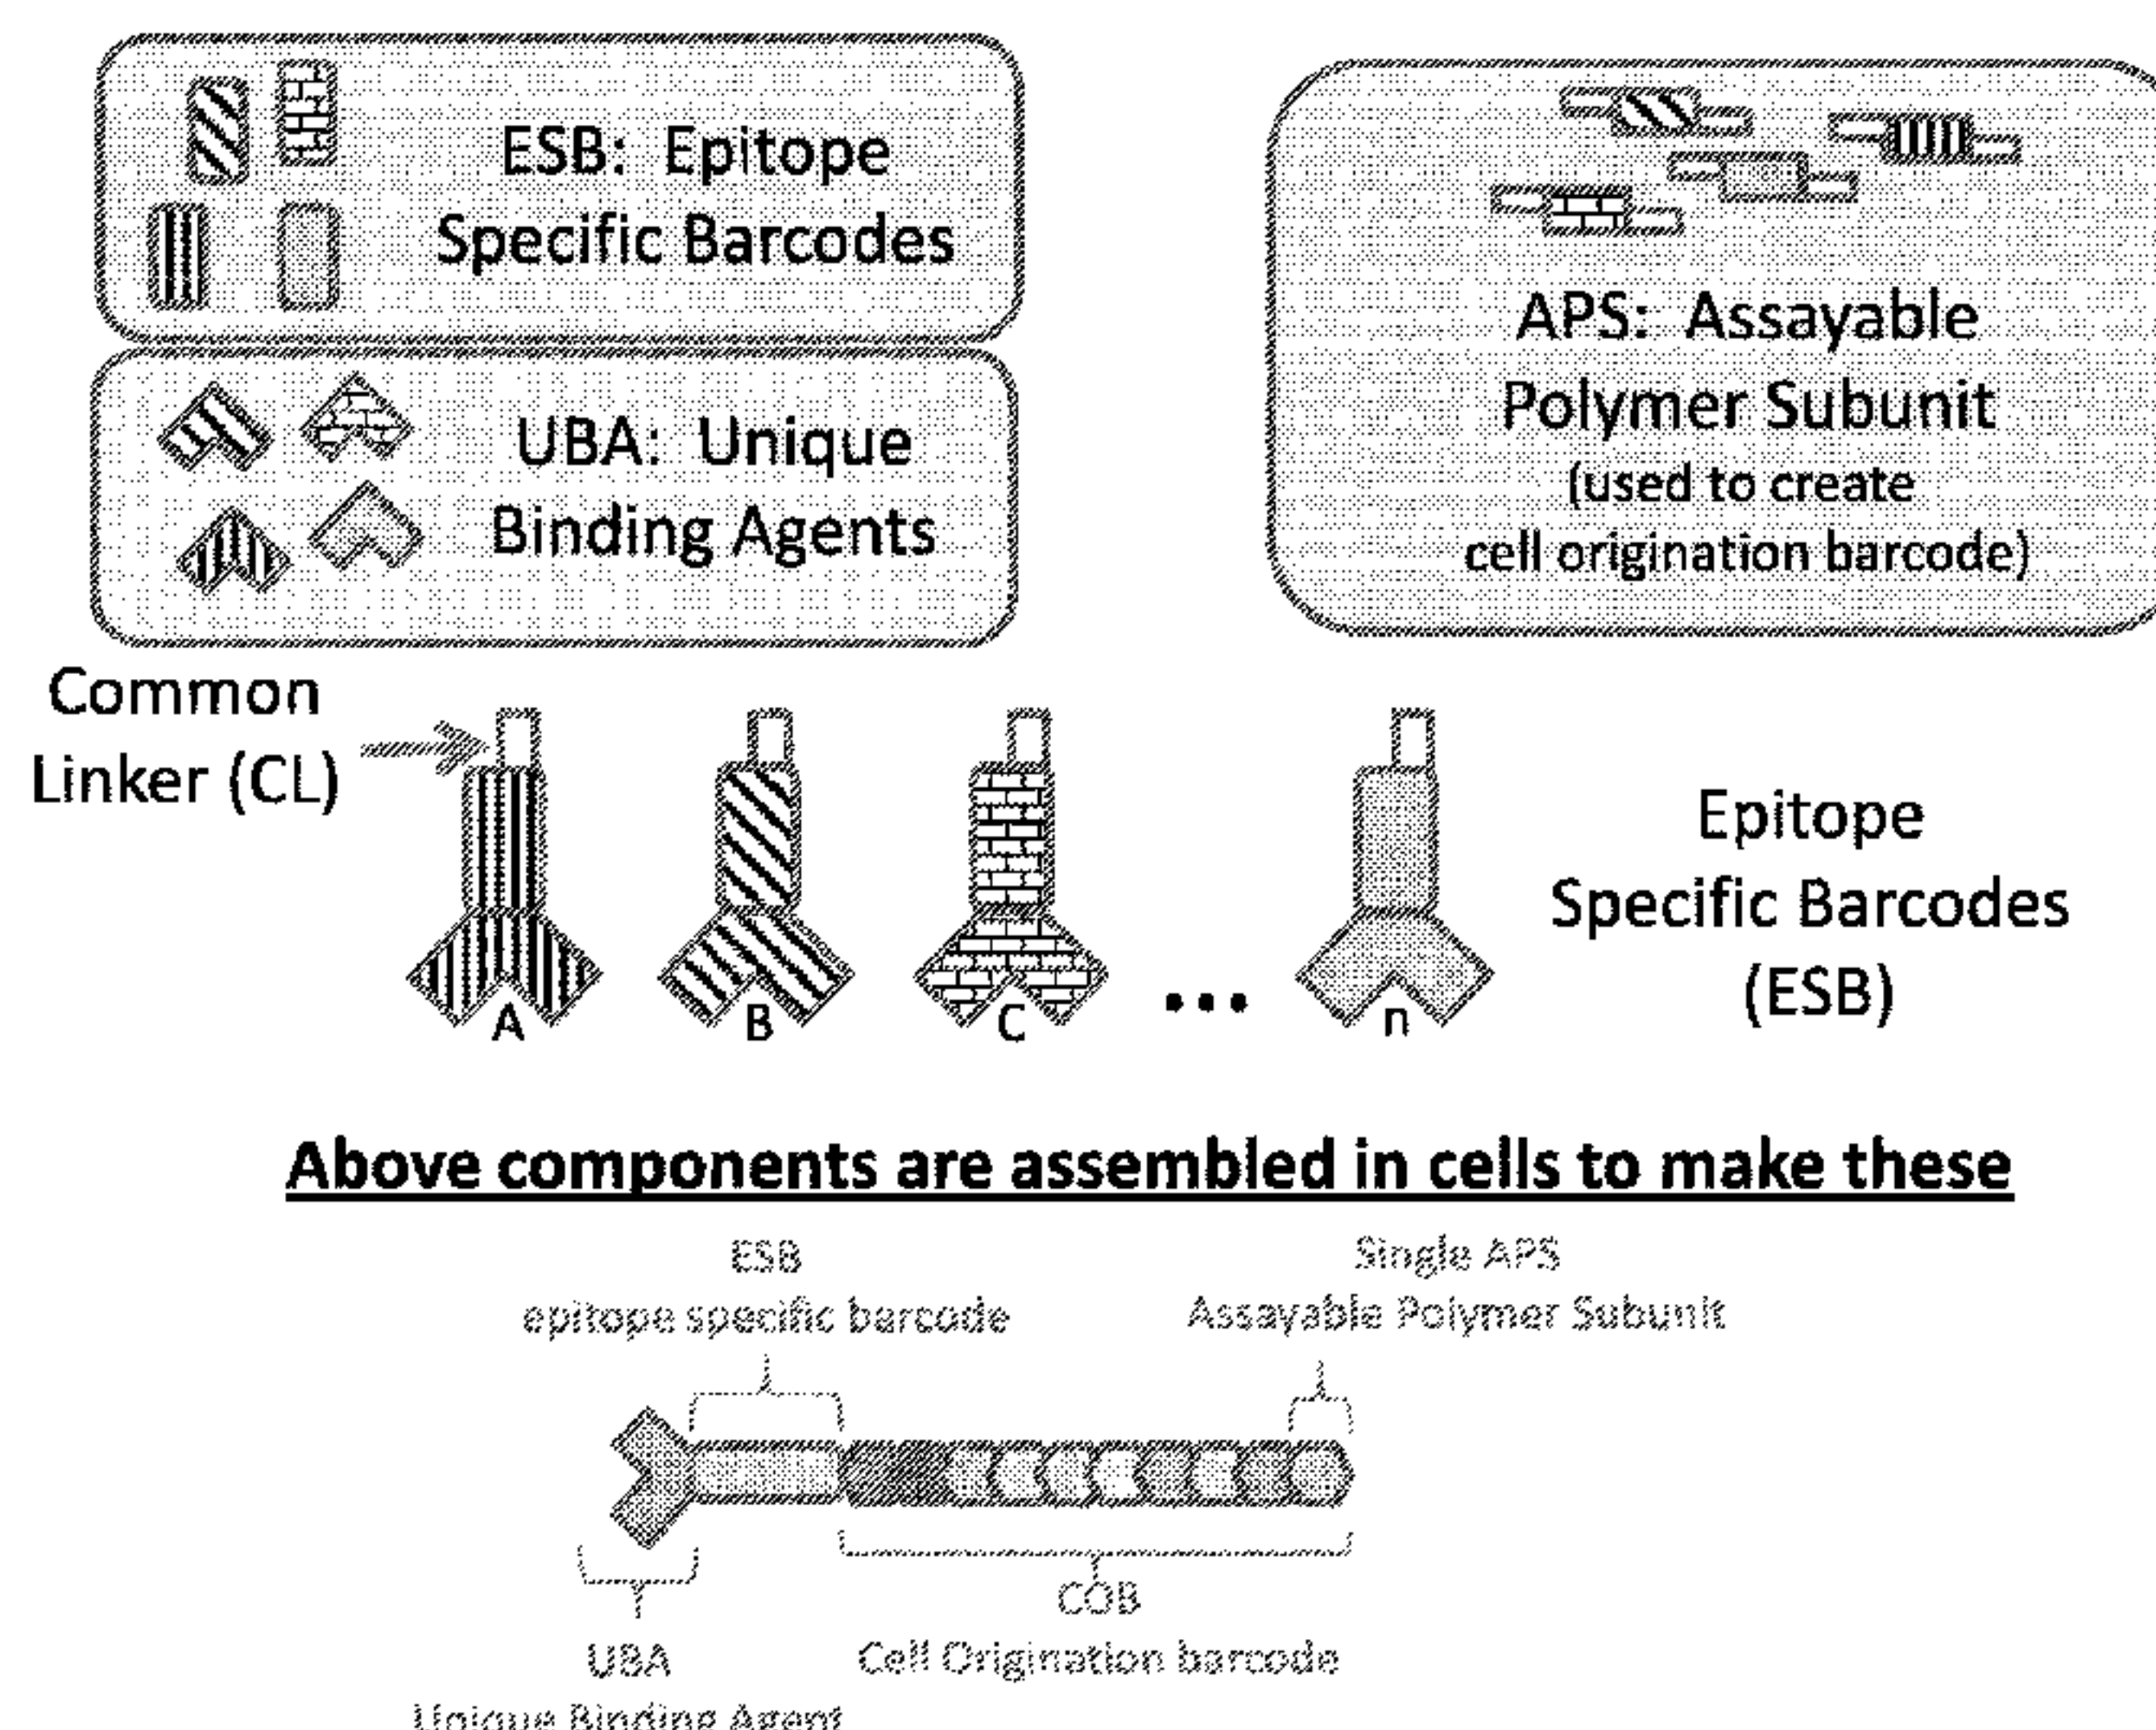 ESB: Epitope
Specific Barcodes
UBA: Unique
Binding Agents
APS: Assayable
Polymer Subunit
(used to create
cell origination barcode)
Common
Linker (CL)
A
B
C
...
n
Epitope
Specific Barcodes
(ESB)
Above components are assembled in cells to make these
ESB
epitope specific barcode
Single APS
Assayable Polymer Subunit
COB
Cell Origination barcode
UBA
Unique Binding Agent